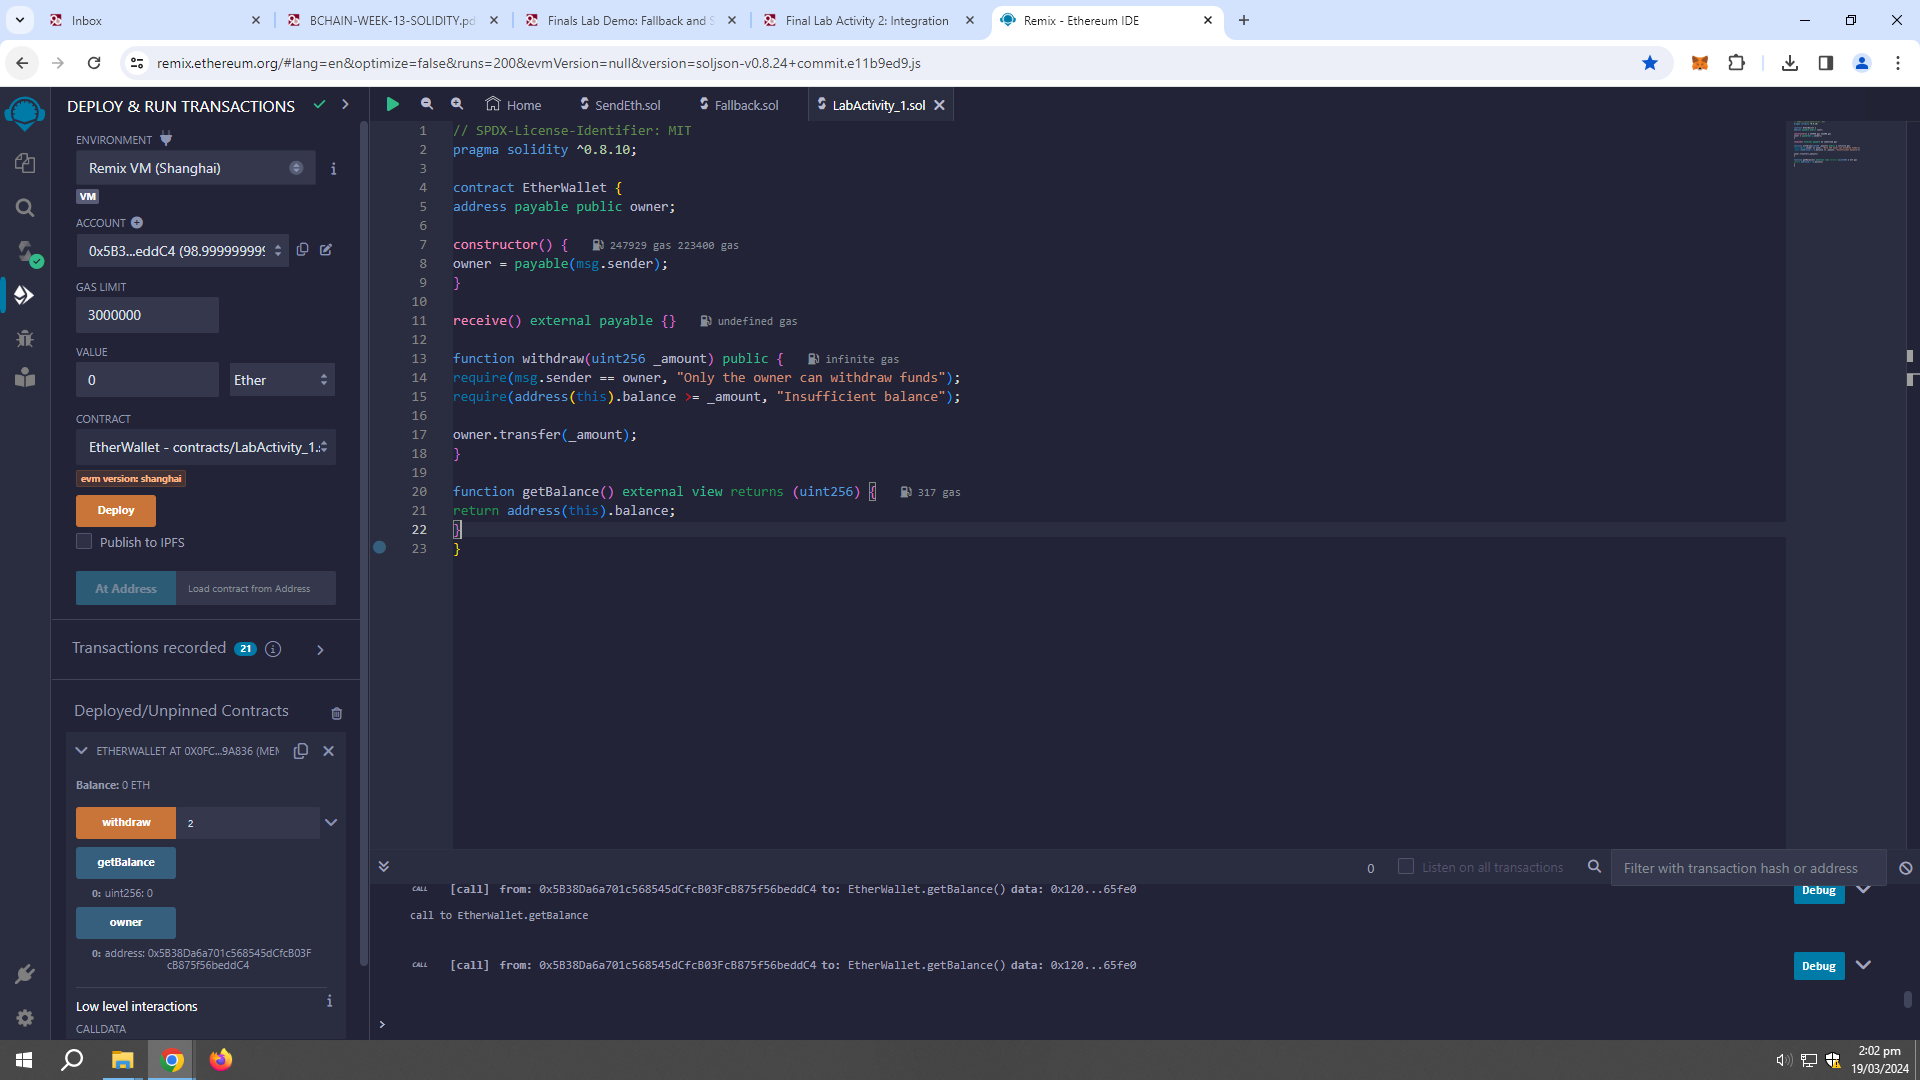 Inbox
BCHAIN-WEEK-13-SOLIDITY.pd
Finals Lab Demo: Fallback and S
Final Lab Activity 2: Integration
Remix - Ethereum IDE
remix.ethereum.org/#lang=en&optimize=false&runs=200&evmVersion=null&version=soljson-v0.8.24+commit.e11b9ed9.js
DEPLOY & RUN TRANSACTIONS
ENVIRONMENT
Remix VM (Shanghai)
VM
ACCOUNT
0x5B3...eddC4 (98.9999999999
GAS LIMIT
3000000
VALUE
0
Ether
CONTRACT
EtherWallet - contracts/LabActivity_1.s
evm version: shanghai
Deploy
Publish to IPFS
At Address
Load contract from Address
Transactions recorded 21
Deployed/Unpinned Contracts
ETHERWALLET AT 0X0FC...9A836 (MEM
Balance: 0 ETH
withdraw
2
getBalance
0: uint256: 0
owner
0: address: 0x5B38Da6a701c568545dCfcB03F
cB875f56beddC4
Low level interactions
CALLDATA
Home
SendEth.sol
Fallback.sol
LabActivity_1.sol
1 // SPDX-License-Identifier: MIT
2 pragma solidity ^0.8.10;
3
4 contract EtherWallet {
5 address payable public owner;
6
7 constructor() { 247929 gas 223400 gas
8 owner = payable(msg.sender);
9 }
10
11 receive() external payable {} undefined gas
12
13 function withdraw(uint256 _amount) public { infinite gas
14 require(msg.sender == owner, "Only the owner can withdraw funds");
15 require(address(this).balance >= _amount, "Insufficient balance");
16
17 owner.transfer(_amount);
18 }
19
20 function getBalance() external view returns (uint256) { 317 gas
21 return address(this).balance;
22 }
23 }
0
Listen on all transactions
Filter with transaction hash or address
CALL [call] from: 0x5B38Da6a701c568545dCfcB03FcB875f56beddC4 to: EtherWallet.getBalance() data: 0x120...65fe0
Debug
call to EtherWallet.getBalance
CALL [call] from: 0x5B38Da6a701c568545dCfcB03FcB875f56beddC4 to: EtherWallet.getBalance() data: 0x120...65fe0
Debug
>
2:02 pm
19/03/2024